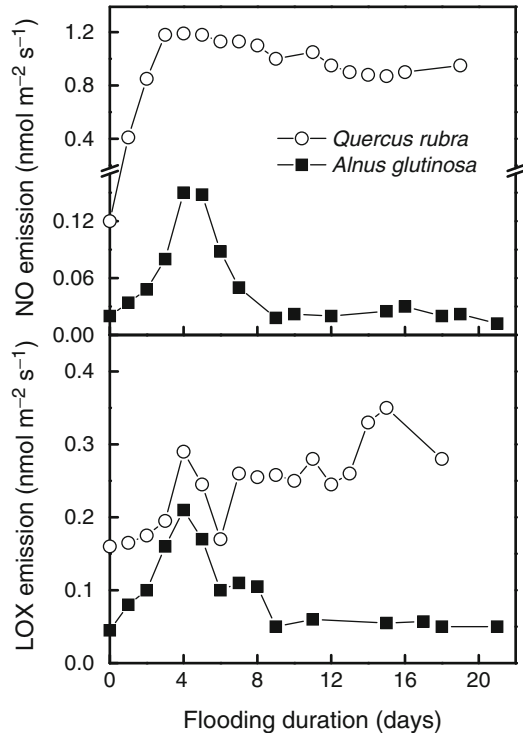 NO emission (nmol m⁻² s⁻¹)
1.2
0.8
0.4
0.12
0.06
0.00
Quercus rubra
Alnus glutinosa
LOX emission (nmol m⁻² s⁻¹)
0.4
0.3
0.2
0.1
0.0
0 4 8 12 16 20
Flooding duration (days)